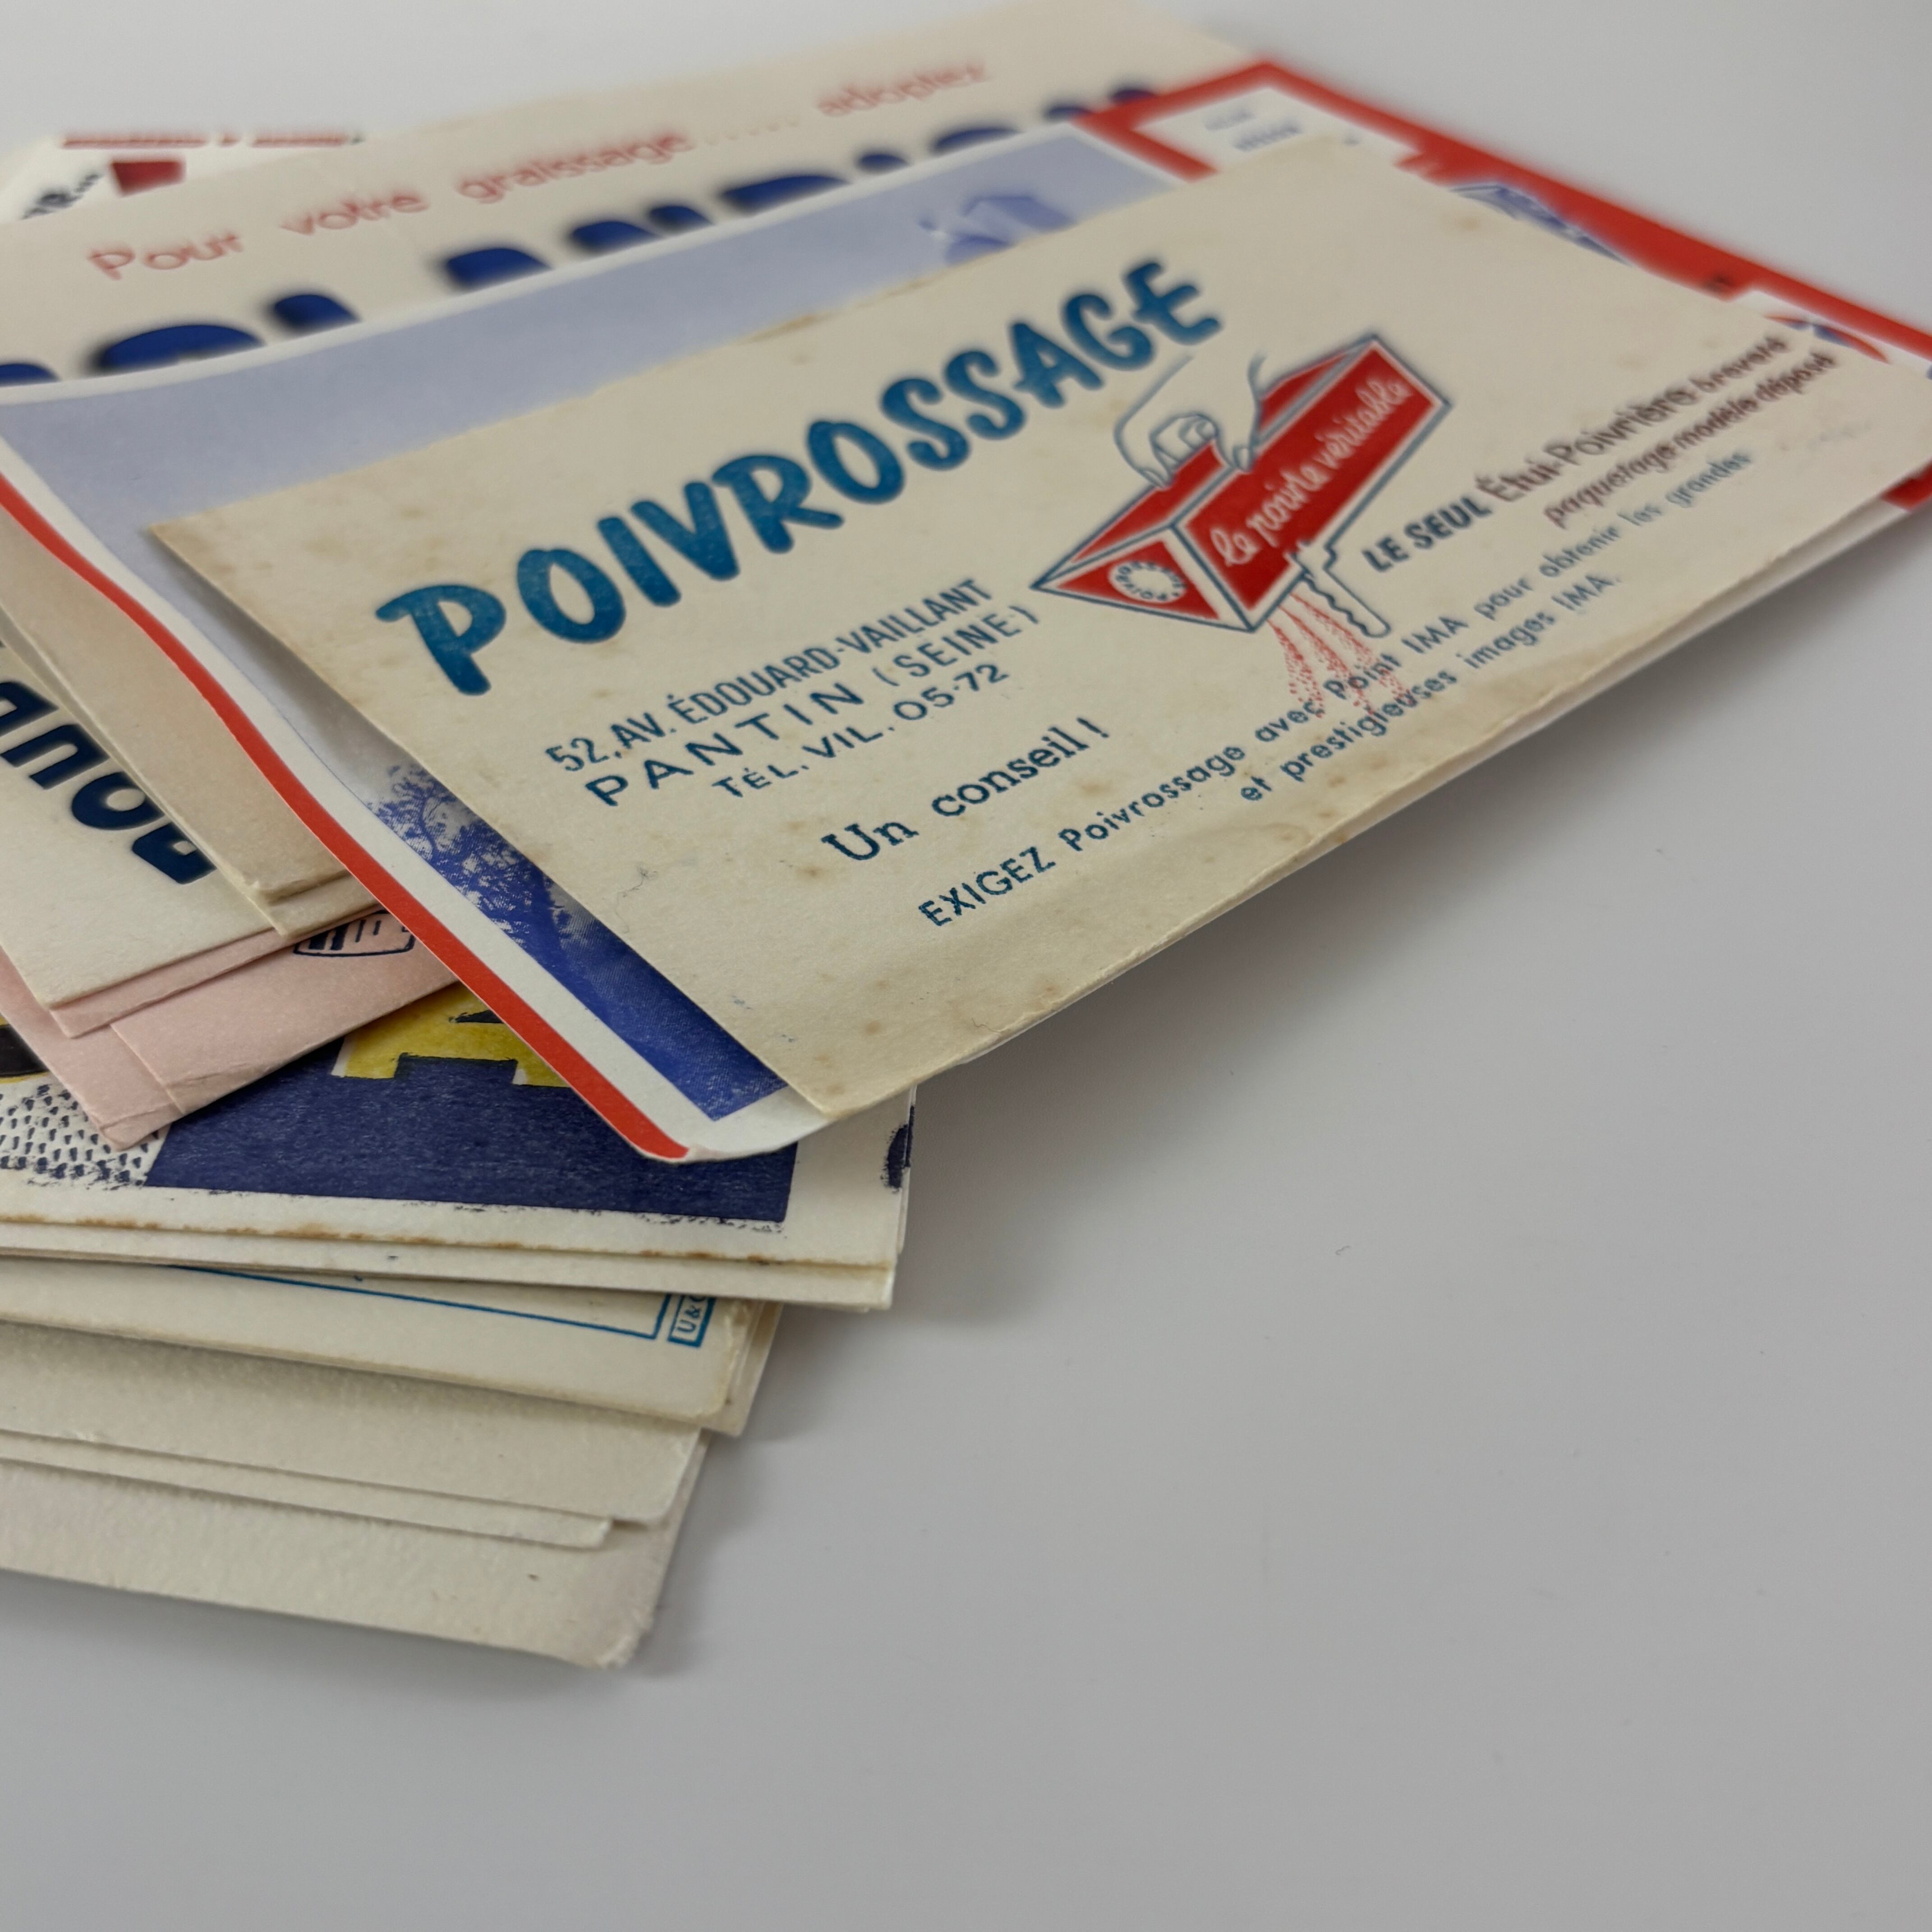 Pour votre graissage...... adoptez
POIVROSSAGE
52, AV. ÉDOUARD-VAILLANT
PANTIN (SEINE)
TÉL. VIL. 05-72
le poivre véritable
LE SEUL Étui-Poivrière breveté
paquetage modèle déposé
Un conseil !
EXIGEZ Poivrossage avec Point IMA pour obtenir les grandes
et prestigieuses images IMA.
U &